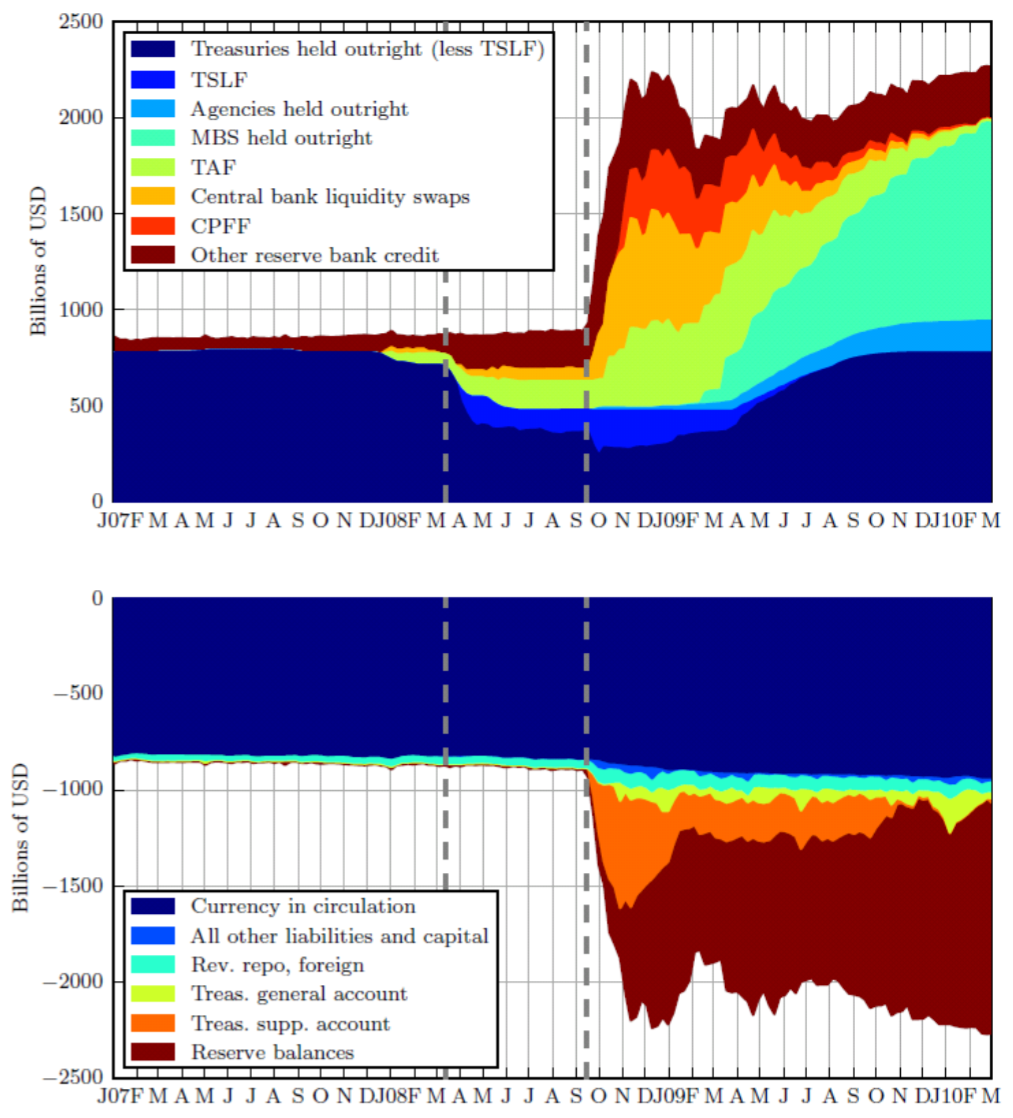 2500
2000
1500
1000
500
0
Billions of USD
Treasuries held outright (less TSLF)
TSLF
Agencies held outright
MBS held outright
TAF
Central bank liquidity swaps
CPFF
Other reserve bank credit
J07F M A M J J A S O N DJ08F M A M J J A S O N DJ09F M A M J J A S O N DJ10F M
0
−500
−1000
−1500
−2000
−2500
Billions of USD
Currency in circulation
All other liabilities and capital
Rev. repo, foreign
Treas. general account
Treas. supp. account
Reserve balances
J07F M A M J J A S O N DJ08F M A M J J A S O N DJ09F M A M J J A S O N DJ10F M